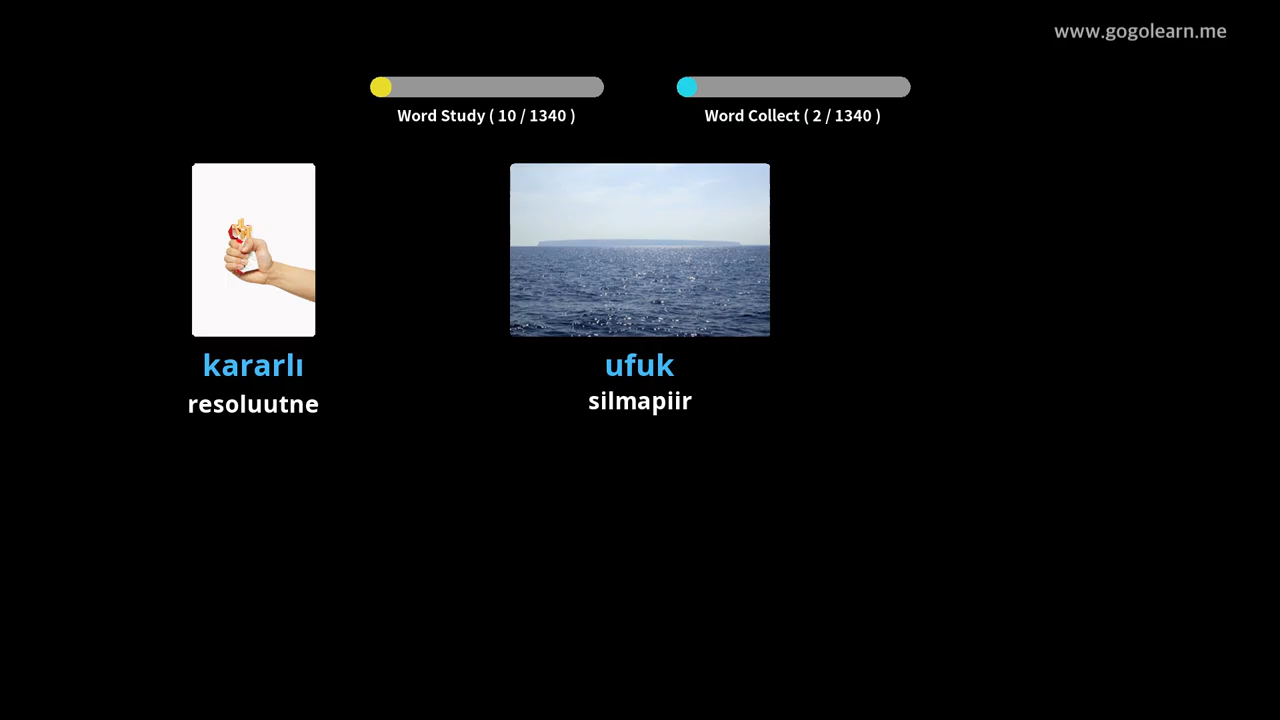 www.gogolearn.me
Word Study ( 10 / 1340 )
Word Collect ( 2 / 1340 )
kararlı
resoluutne
ufuk
silmapiir